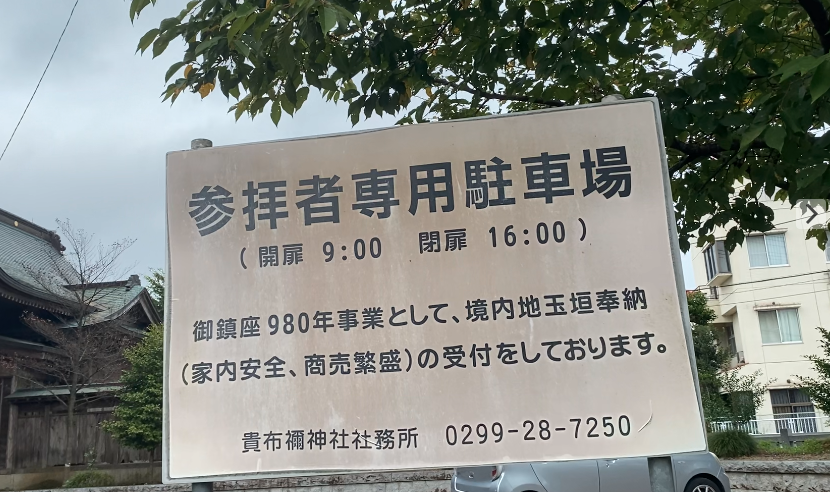 参拝者専用駐車場
(開扉 9:00 閉扉 16:00)
御鎮座980年事業として、境内地玉垣奉納
(家内安全、商売繁盛)の受付をしております。
貴布禰神社社務所 0299-28-7250